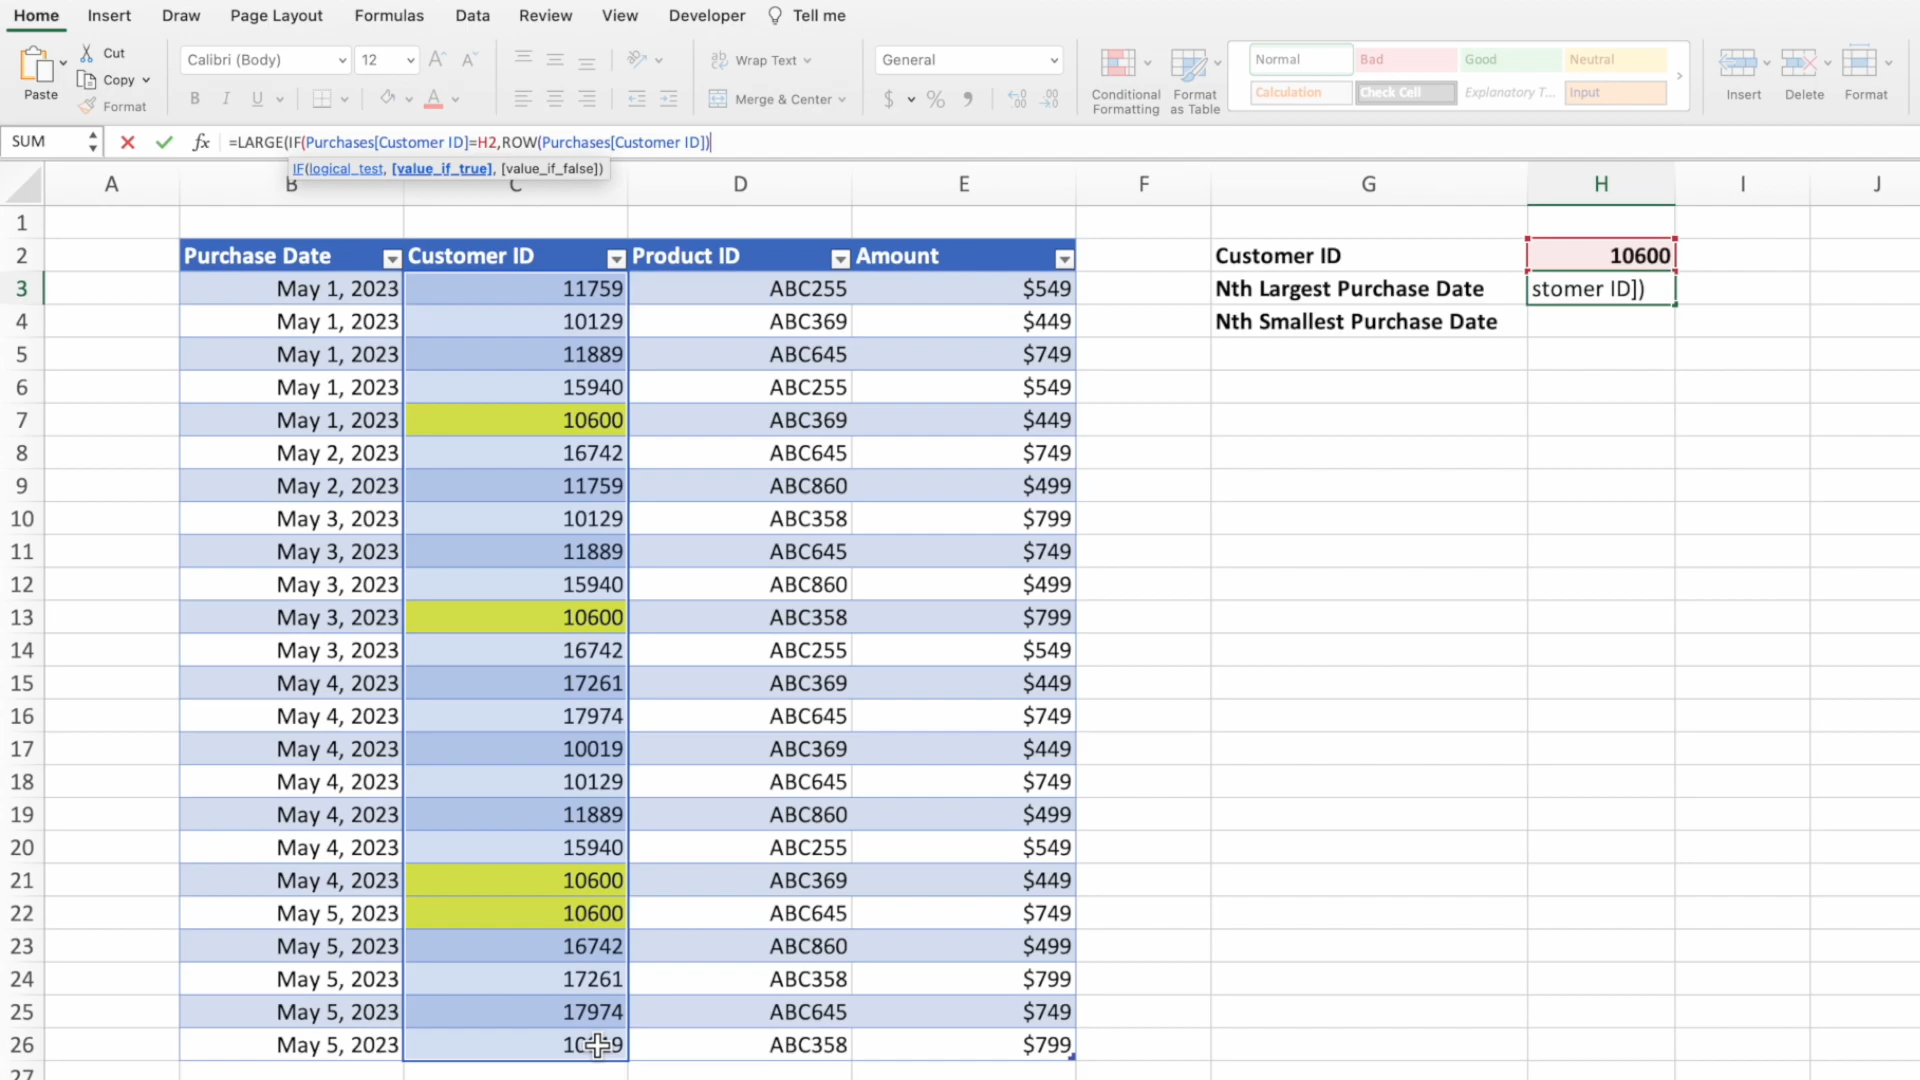 Home Insert Draw Page Layout Formulas Data Review View Developer Tell me
Paste
Cut
Copy
Format
Calibri (Body) 12
B I U
Wrap Text
Merge & Center
General
$ %
Conditional Formatting
Format as Table
Normal Bad Good Neutral
Calculation Check Cell Explanatory T... Input
Insert Delete Format
SUM fx =LARGE(IF(Purchases[Customer ID]=H2,ROW(Purchases[Customer ID])
IF(logical_test, [value_if_true], [value_if_false])
A B C D E F G H I J
1
2 Purchase Date Customer ID Product ID Amount Customer ID 10600
3 May 1, 2023 11759 ABC255 $549 Nth Largest Purchase Date stomer ID])
4 May 1, 2023 10129 ABC369 $449 Nth Smallest Purchase Date
5 May 1, 2023 11889 ABC645 $749
6 May 1, 2023 15940 ABC255 $549
7 May 1, 2023 10600 ABC369 $449
8 May 2, 2023 16742 ABC645 $749
9 May 2, 2023 11759 ABC860 $499
10 May 3, 2023 10129 ABC358 $799
11 May 3, 2023 11889 ABC645 $749
12 May 3, 2023 15940 ABC860 $499
13 May 3, 2023 10600 ABC358 $799
14 May 3, 2023 16742 ABC255 $549
15 May 4, 2023 17261 ABC369 $449
16 May 4, 2023 17974 ABC645 $749
17 May 4, 2023 10019 ABC369 $449
18 May 4, 2023 10129 ABC645 $749
19 May 4, 2023 11889 ABC860 $499
20 May 4, 2023 15940 ABC255 $549
21 May 4, 2023 10600 ABC369 $449
22 May 5, 2023 10600 ABC645 $749
23 May 5, 2023 16742 ABC860 $499
24 May 5, 2023 17261 ABC358 $799
25 May 5, 2023 17974 ABC645 $749
26 May 5, 2023 ABC358 $799
27